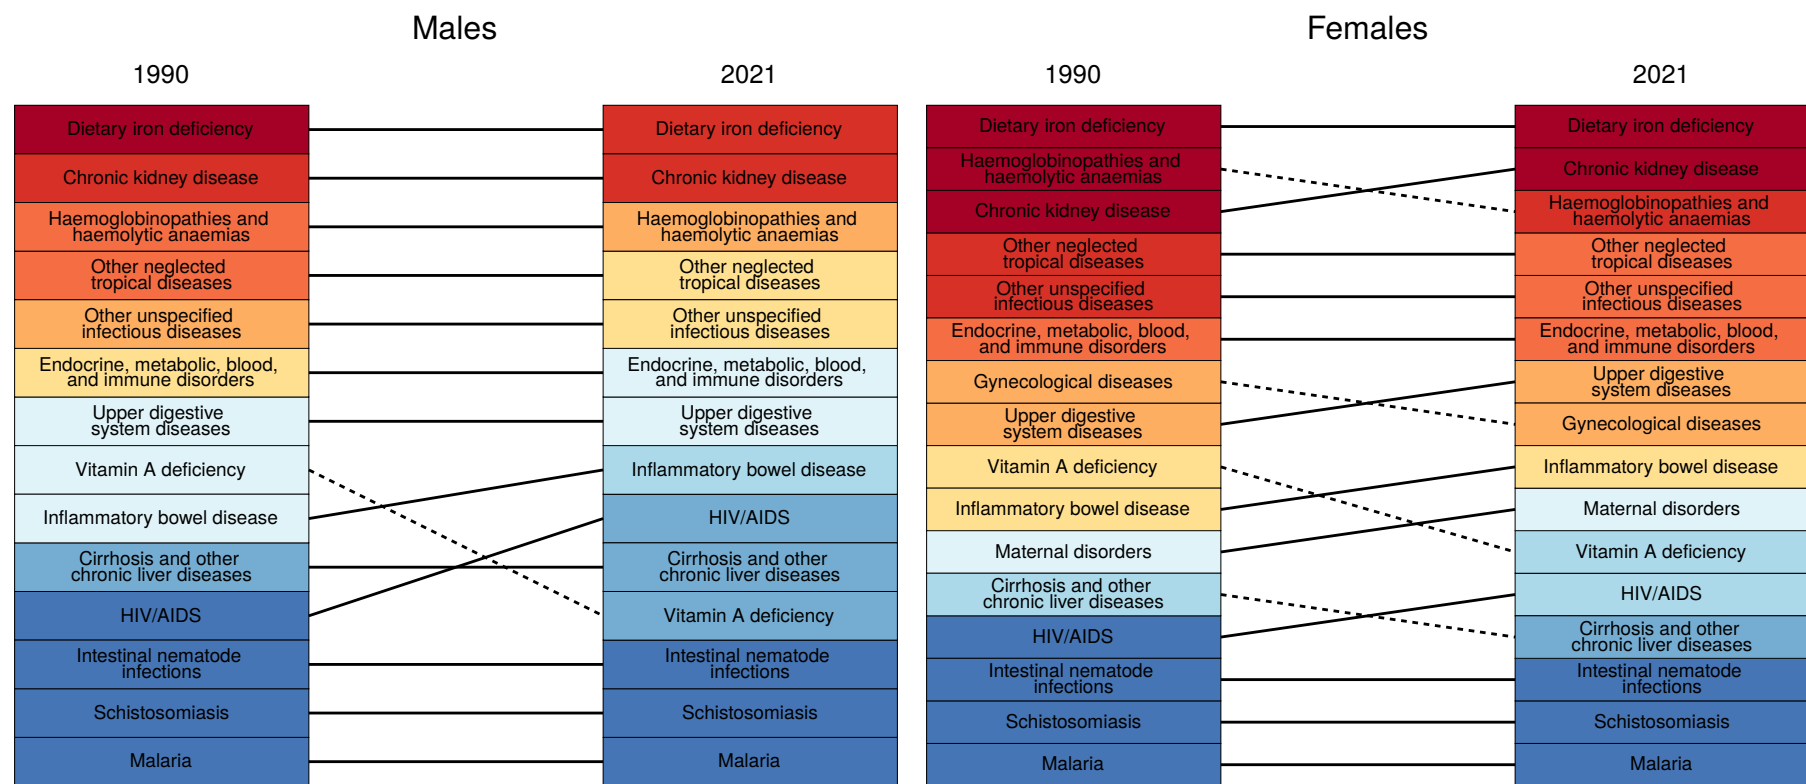 Males
1990
2021
Dietary iron deficiency
Chronic kidney disease
Haemoglobinopathies and
haemolytic anaemias
Other neglected
tropical diseases
Other unspecified
infectious diseases
Endocrine, metabolic, blood,
and immune disorders
Upper digestive
system diseases
Vitamin A deficiency
Inflammatory bowel disease
Cirrhosis and other
chronic liver diseases
HIV/AIDS
Intestinal nematode
infections
Schistosomiasis
Malaria
Dietary iron deficiency
Chronic kidney disease
Haemoglobinopathies and
haemolytic anaemias
Other neglected
tropical diseases
Other unspecified
infectious diseases
Endocrine, metabolic, blood,
and immune disorders
Upper digestive
system diseases
Inflammatory bowel disease
HIV/AIDS
Cirrhosis and other
chronic liver diseases
Vitamin A deficiency
Intestinal nematode
infections
Schistosomiasis
Malaria
Females
1990
2021
Dietary iron deficiency
Haemoglobinopathies and
haemolytic anaemias
Chronic kidney disease
Other neglected
tropical diseases
Other unspecified
infectious diseases
Endocrine, metabolic, blood,
and immune disorders
Gynecological diseases
Upper digestive
system diseases
Vitamin A deficiency
Inflammatory bowel disease
Maternal disorders
Cirrhosis and other
chronic liver diseases
HIV/AIDS
Intestinal nematode
infections
Schistosomiasis
Malaria
Dietary iron deficiency
Chronic kidney disease
Haemoglobinopathies and
haemolytic anaemias
Other neglected
tropical diseases
Other unspecified
infectious diseases
Endocrine, metabolic, blood,
and immune disorders
Upper digestive
system diseases
Gynecological diseases
Inflammatory bowel disease
Maternal disorders
Vitamin A deficiency
HIV/AIDS
Cirrhosis and other
chronic liver diseases
Intestinal nematode
infections
Schistosomiasis
Malaria